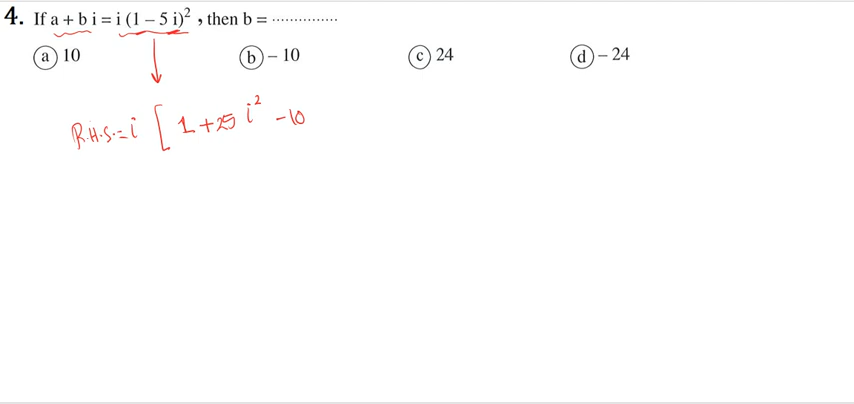 4. If a + b i = i (1 – 5 i)² , then b = ...............
ⓐ 10 ⓑ – 10 ⓒ 24 ⓓ – 24
R.H.S. = i [ 1 + 25 i² - 10